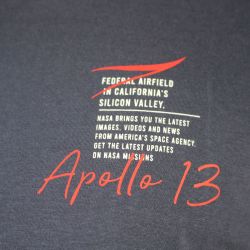 FEDERAL AIRFIELD
IN CALIFORNIA'S
SILICON VALLEY.
NASA BRINGS YOU THE LATEST
IMAGES, VIDEOS AND NEWS
FROM AMERICA'S SPACE AGENCY.
GET THE LATEST UPDATES
ON NASA MISSIONS
Apollo 13